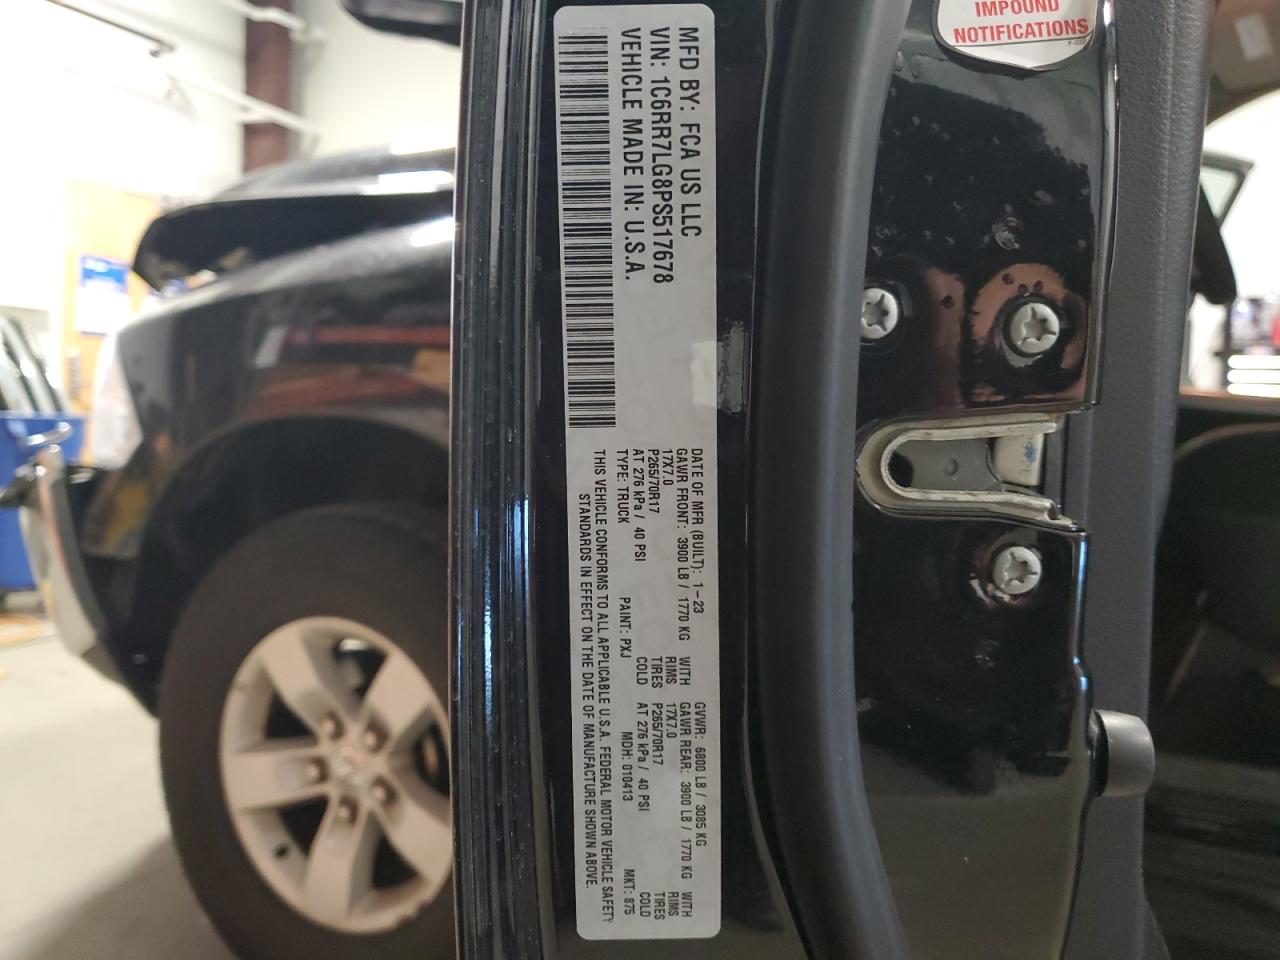 IMPOUND
NOTIFICATIONS
MFD BY: FCA US LLC
VIN: 1C6RR7LG8PS517678
VEHICLE MADE IN: U.S.A.
DATE OF MFR (BUILT): 1-23 GVWR: 6800 LB / 3085 KG
GAWR FRONT: 3900 LB / 1770 KG WITH GAWR REAR: 3900 LB / 1770 KG WITH
17X7.0 RIMS 17X7.0 RIMS
P265/70R17 TIRES P265/70R17 TIRES
AT 276 kPa / 40 PSI COLD AT 276 kPa / 40 PSI COLD
TYPE: TRUCK PAINT: PXJ MDH: 010413 MKT: 875
THIS VEHICLE CONFORMS TO ALL APPLICABLE U.S.A. FEDERAL MOTOR VEHICLE SAFETY
STANDARDS IN EFFECT ON THE DATE OF MANUFACTURE SHOWN ABOVE.